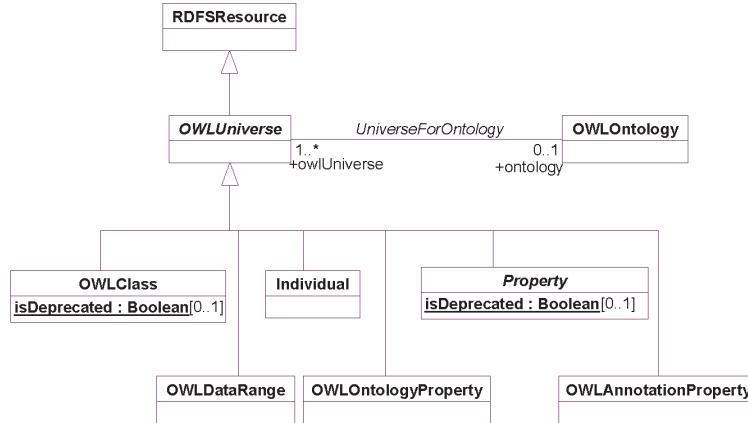 RDFSResource
OWLUniverse
UniverseForOntology
OWLOntology
1..*
0..1
+owlUniverse
+ontology
OWLClass
isDeprecated : Boolean[0..1]
Individual
Property
isDeprecated : Boolean[0..1]
OWLDataRange
OWLOntologyProperty
OWLAnnotationProperty